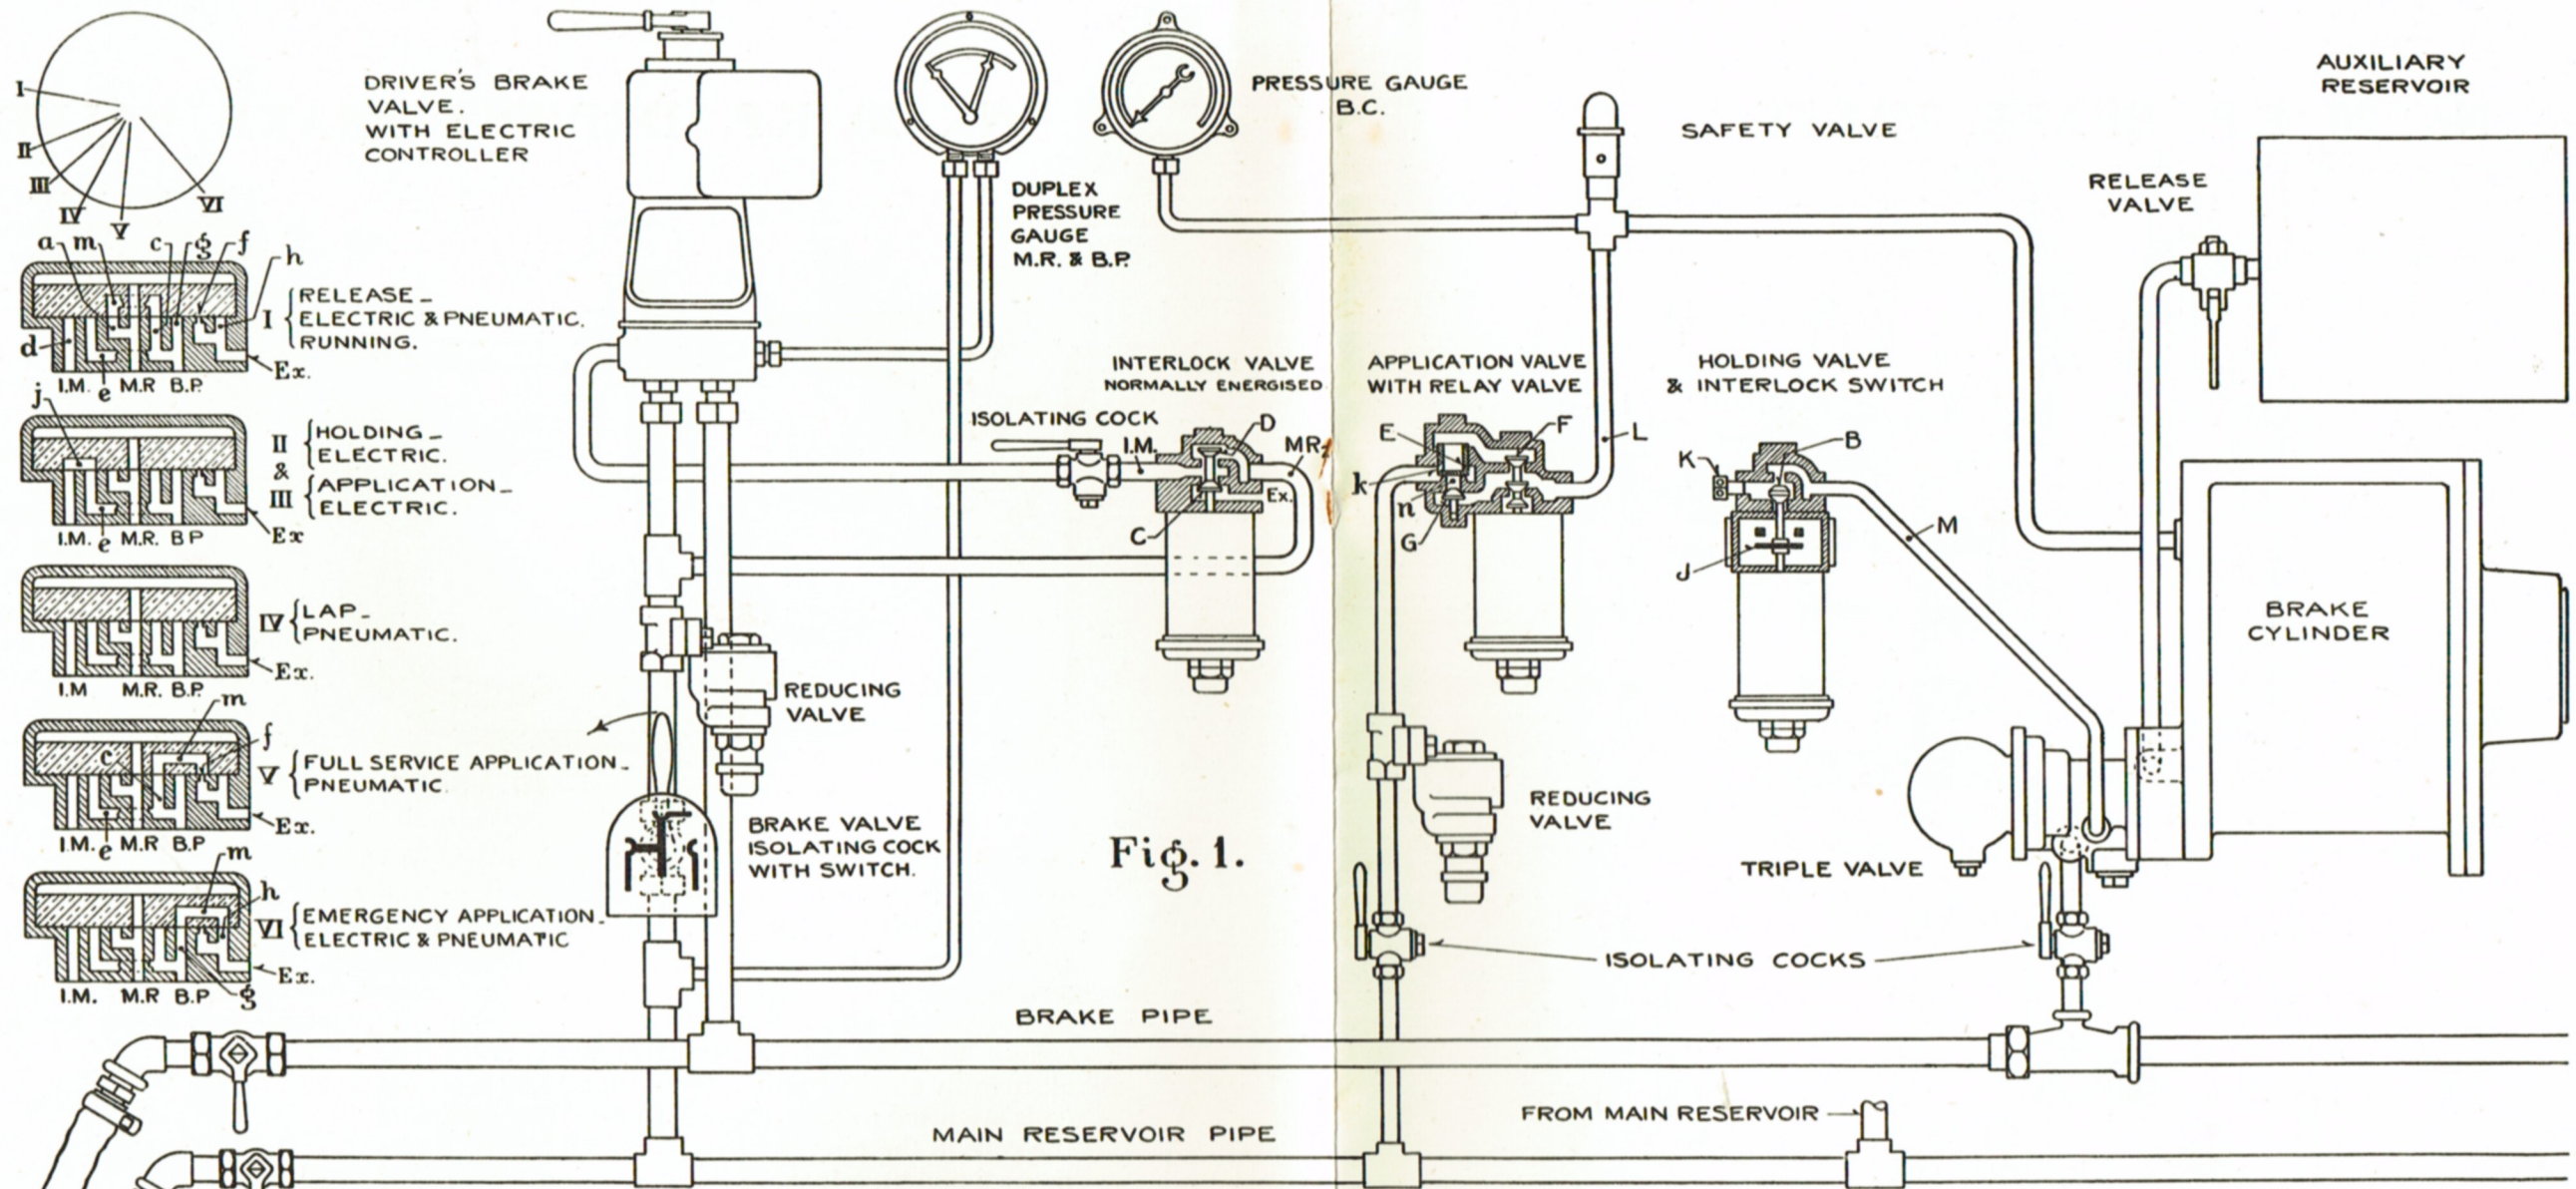 I
II
III
IV
V
VI
DRIVER'S BRAKE
VALVE.
WITH ELECTRIC
CONTROLLER
DUPLEX
PRESSURE
GAUGE
M.R. & B.P.
PRESSURE GAUGE
B.C.
SAFETY VALVE
AUXILIARY
RESERVOIR
RELEASE
VALVE
a m c g f h
d
I.M. e M.R B.P.
Ex.
I { RELEASE_
ELECTRIC & PNEUMATIC.
RUNNING.
j
I.M. e M.R. B P
Ex
II { HOLDING_
ELECTRIC.
&
III { APPLICATION_
ELECTRIC.
I.M M.R. B.P.
Ex.
IV { LAP_
PNEUMATIC.
m
f
c
I.M. e M.R B.P
Ex.
V { FULL SERVICE APPLICATION_
PNEUMATIC.
m
h
I.M. M.R B.P g
Ex.
VI { EMERGENCY APPLICATION_
ELECTRIC & PNEUMATIC
INTERLOCK VALVE
NORMALLY ENERGISED
ISOLATING COCK
I.M.
D
MR
Ex.
C
APPLICATION VALVE
WITH RELAY VALVE
E
F
L
k
n
G
HOLDING VALVE
& INTERLOCK SWITCH
K
B
J
M
BRAKE
CYLINDER
REDUCING
VALVE
BRAKE VALVE
ISOLATING COCK
WITH SWITCH.
Fig. 1.
REDUCING
VALVE
TRIPLE VALVE
ISOLATING COCKS
BRAKE PIPE
FROM MAIN RESERVOIR
MAIN RESERVOIR PIPE